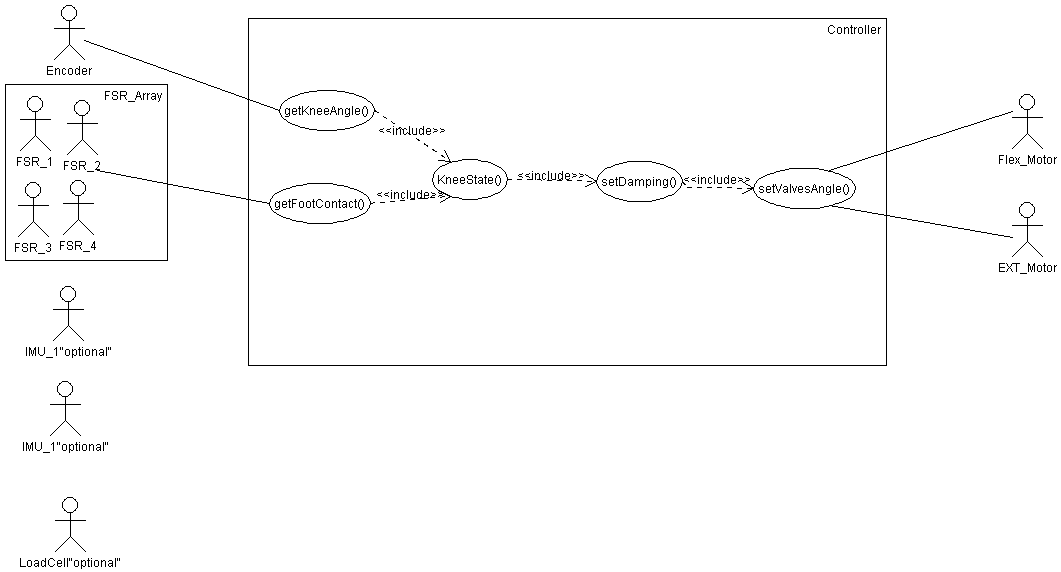 Controller
Encoder
FSR_Array
getKneeAngle()
FSR_1
FSR_2
<<include>>
Flex_Motor
KneeState()
<<include>>
setDamping()
<<include>>
setValvesAngle()
<<include>>
getFootContact()
FSR_3
FSR_4
EXT_Motor
IMU_1"optional"
IMU_1"optional"
LoadCell"optional"